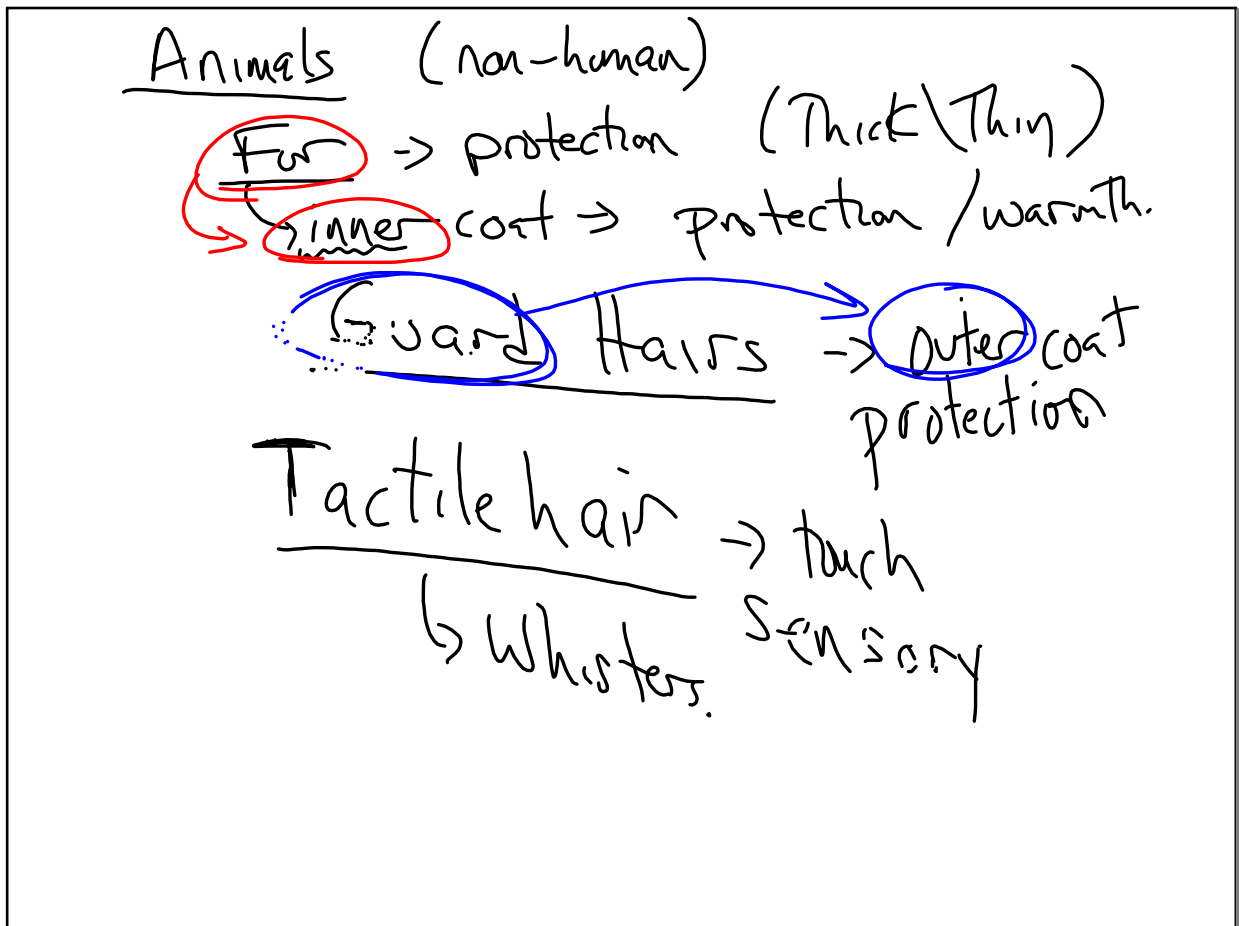 Animals (non-human)
Fur -> protection (Thick\Thin)
↳ inner coat -> protection / warmth.
Guard Hairs -> outer coat
protection
Tactile hair -> touch
sensory
↳ Whisters.